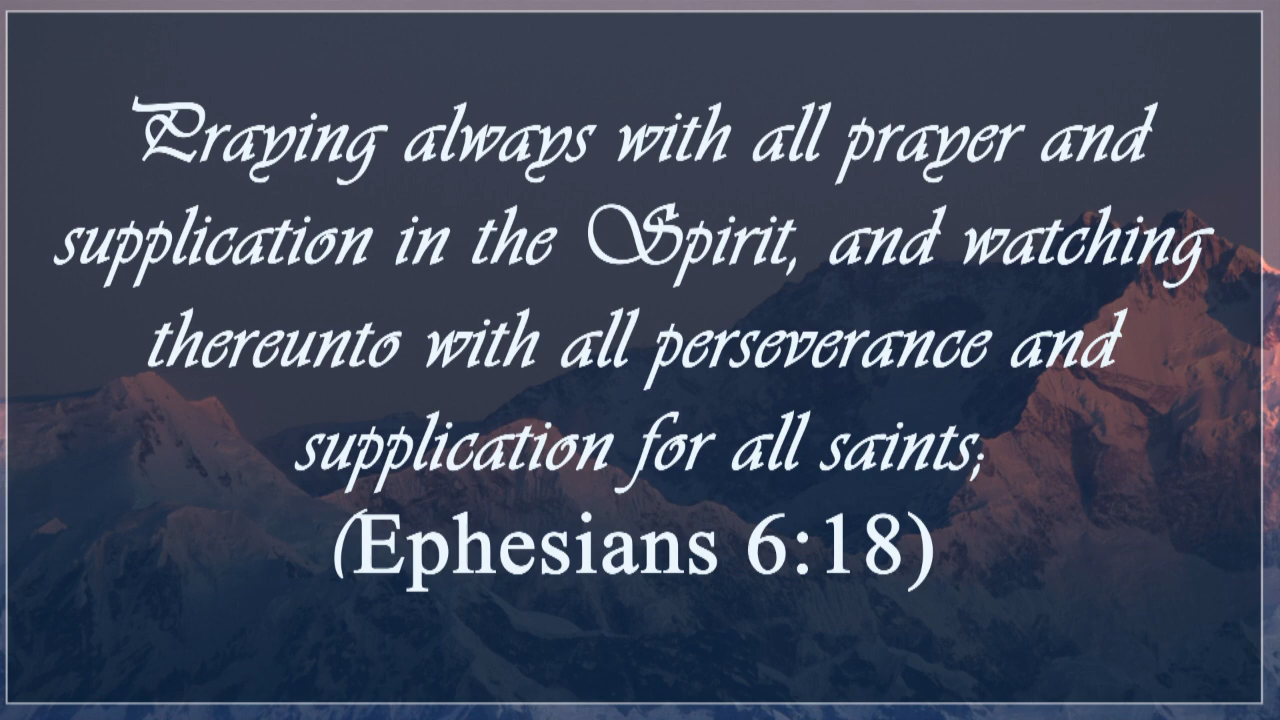 Praying always with all prayer and
supplication in the Spirit, and watching
thereunto with all perseverance and
supplication for all saints;
(Ephesians 6:18)